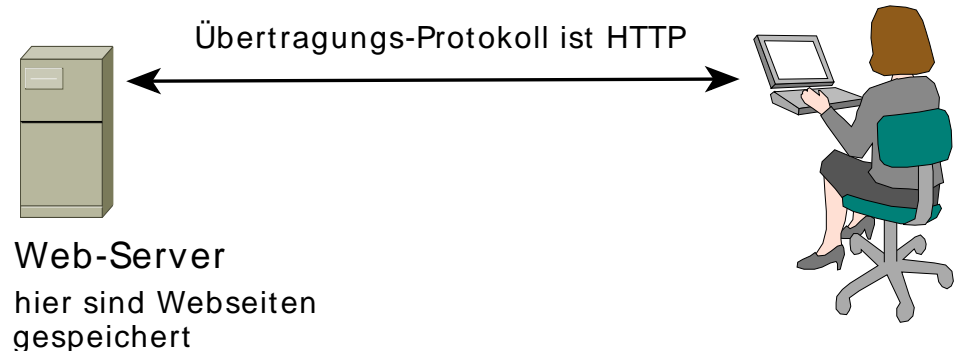 Übertragungs-Protokoll ist HTTP
Web-Server
hier sind Webseiten
gespeichert